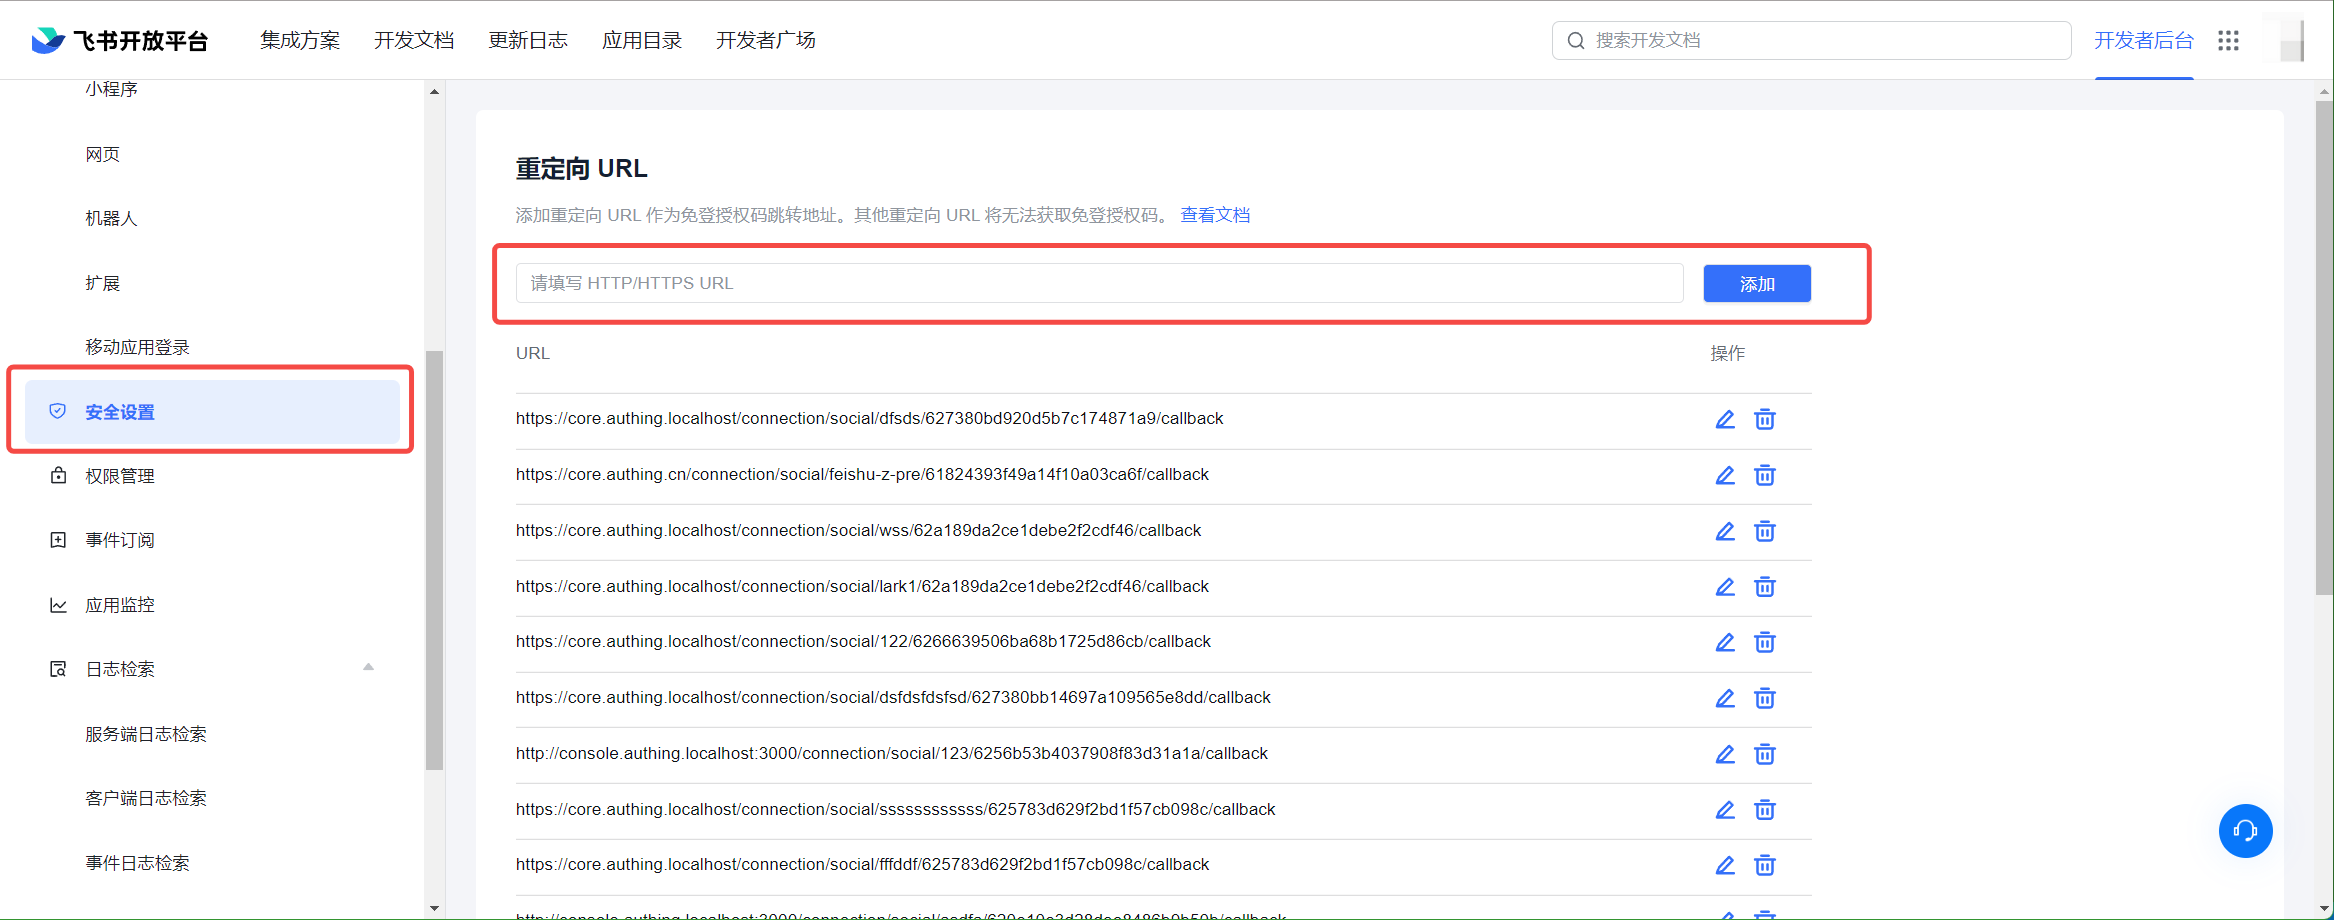 飞书开放平台
集成方案
开发文档
更新日志
应用目录
开发者广场
搜索开发文档
开发者后台
小程序
网页
机器人
扩展
移动应用登录
安全设置
权限管理
事件订阅
应用监控
日志检索
服务端日志检索
客户端日志检索
事件日志检索
重定向 URL
添加重定向 URL 作为免登授权码跳转地址。其他重定向 URL 将无法获取免登授权码。 查看文档
请填写 HTTP/HTTPS URL
添加
URL
操作
https://core.authing.localhost/connection/social/dfsds/627380bd920d5b7c174871a9/callback
https://core.authing.cn/connection/social/feishu-z-pre/61824393f49a14f10a03ca6f/callback
https://core.authing.localhost/connection/social/wss/62a189da2ce1debe2f2cdf46/callback
https://core.authing.localhost/connection/social/lark1/62a189da2ce1debe2f2cdf46/callback
https://core.authing.localhost/connection/social/122/6266639506ba68b1725d86cb/callback
https://core.authing.localhost/connection/social/dsfdsfdsfsd/627380bb14697a109565e8dd/callback
http://console.authing.localhost:3000/connection/social/123/6256b53b4037908f83d31a1a/callback
https://core.authing.localhost/connection/social/ssssssssssss/625783d629f2bd1f57cb098c/callback
https://core.authing.localhost/connection/social/fffddf/625783d629f2bd1f57cb098c/callback